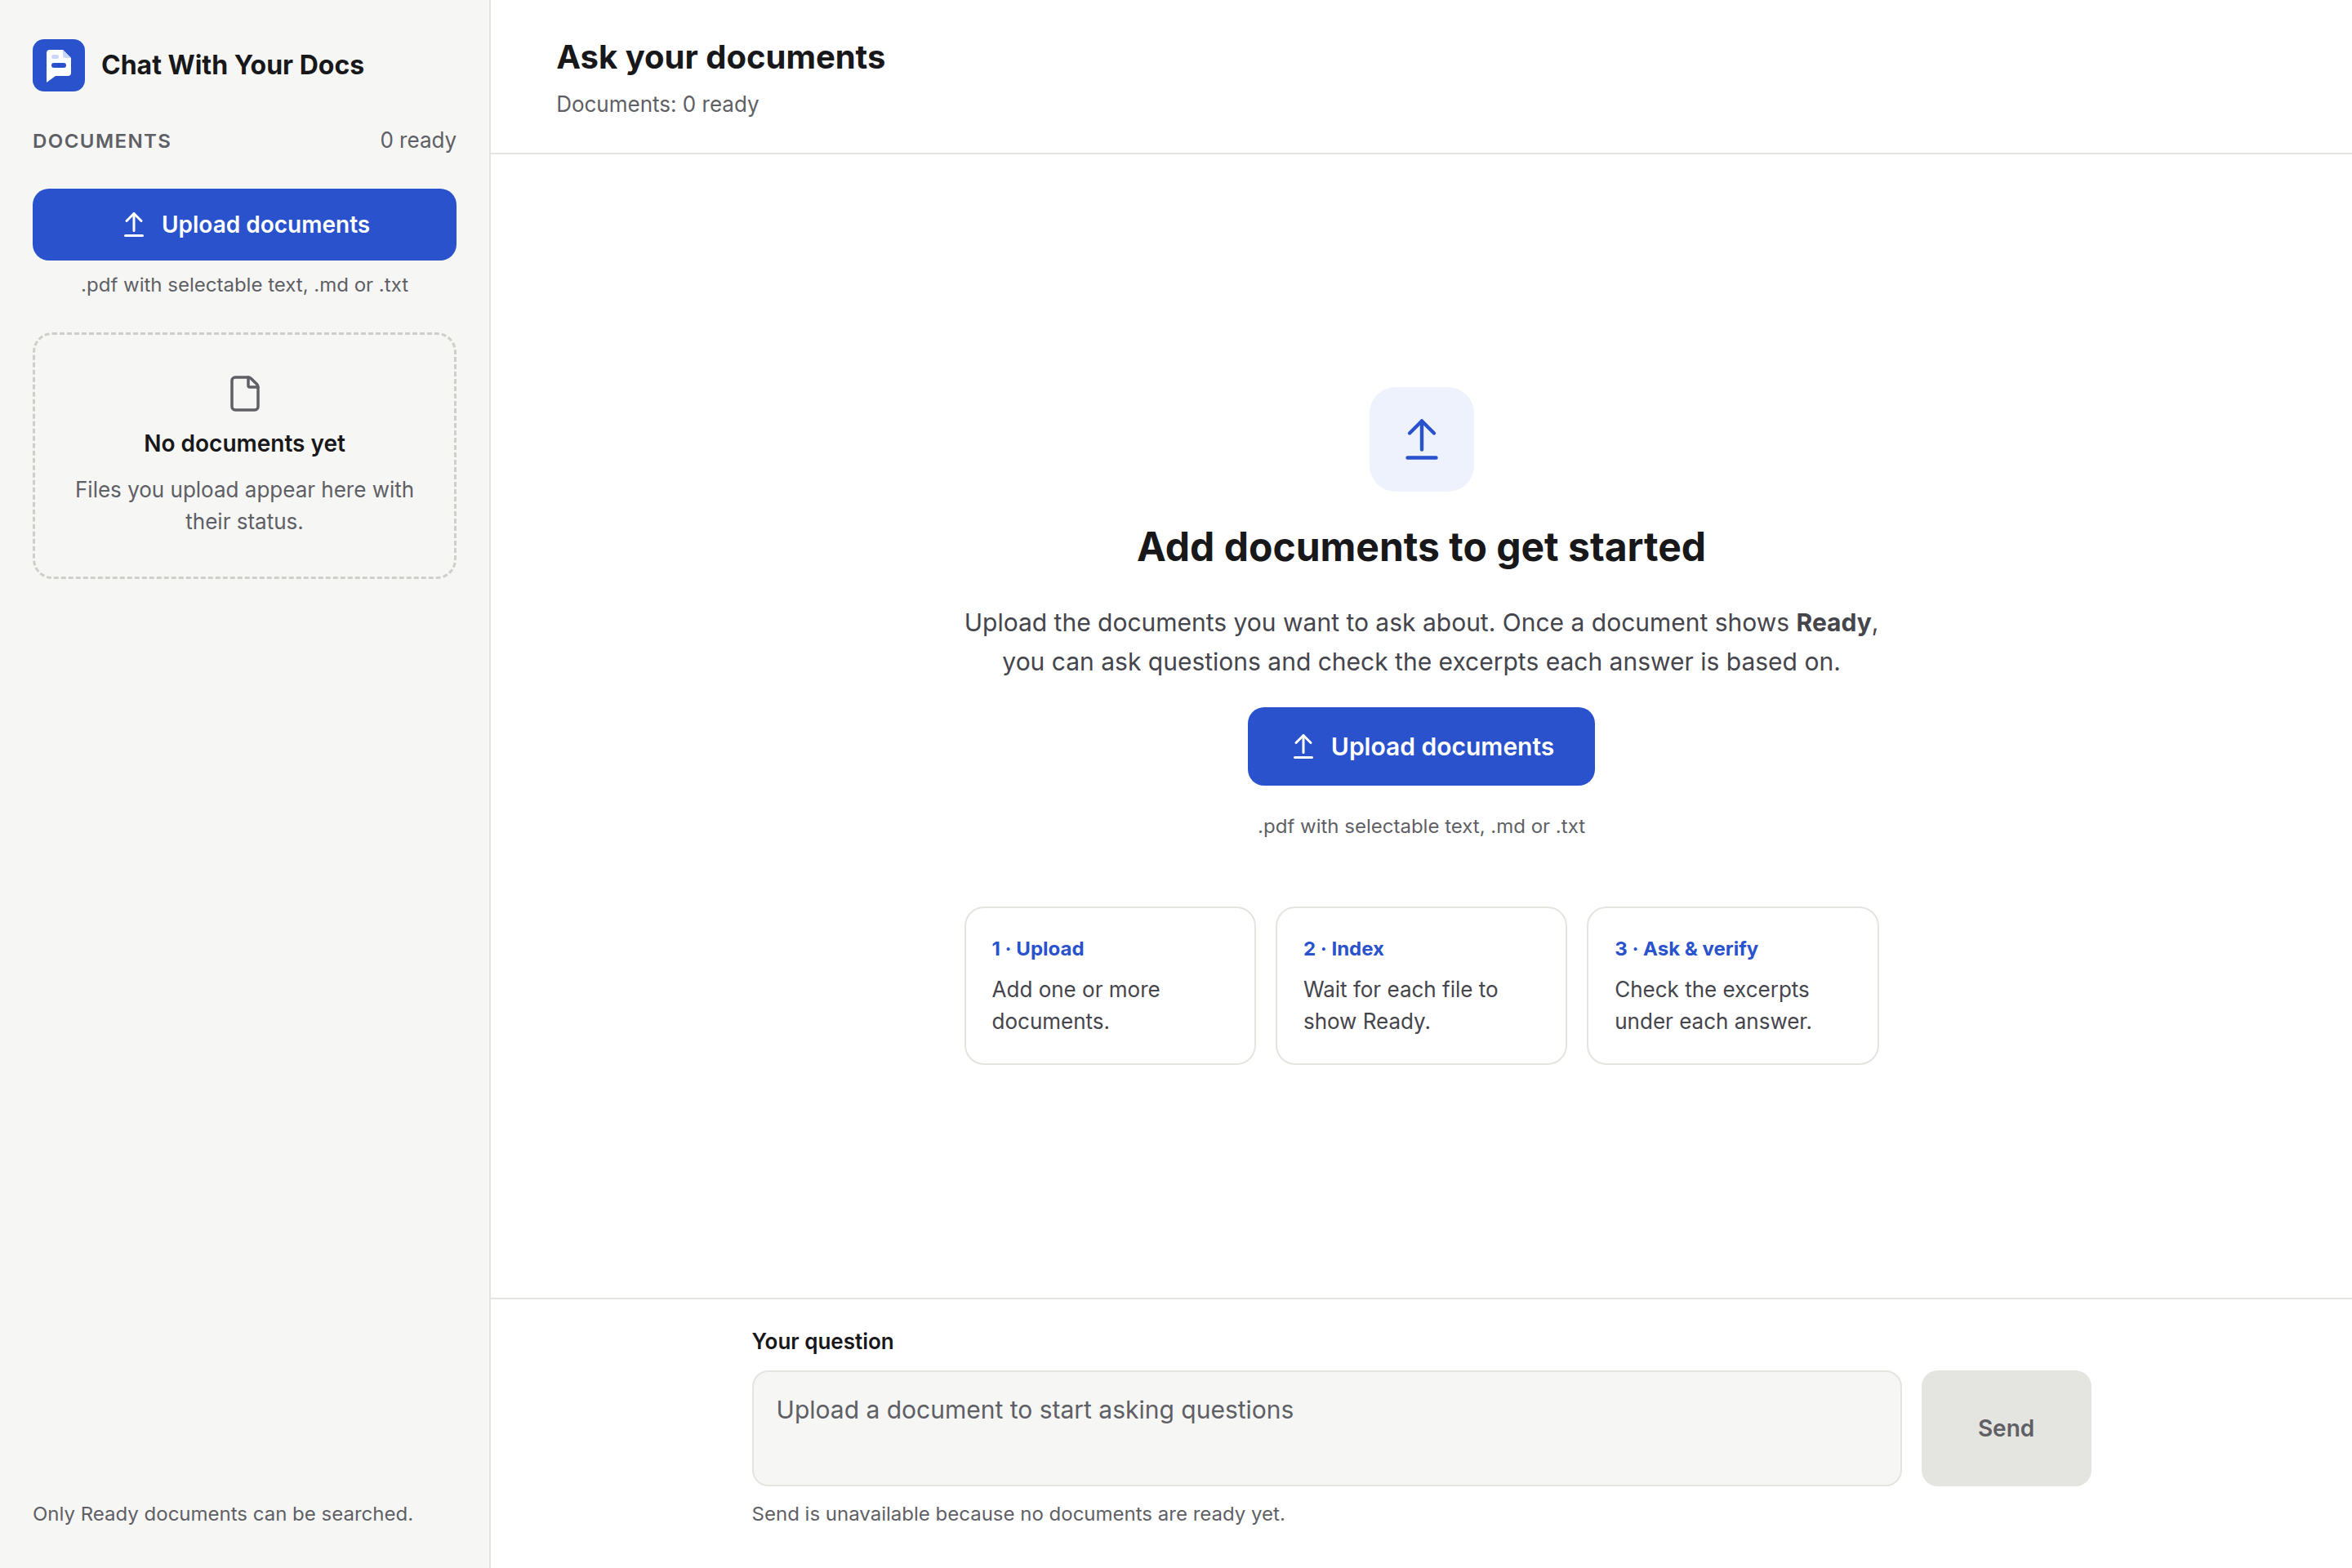 Chat With Your Docs
DOCUMENTS
0 ready
Upload documents
.pdf with selectable text, .md or .txt
No documents yet
Files you upload appear here with
their status.
Only Ready documents can be searched.
Ask your documents
Documents: 0 ready
Add documents to get started
Upload the documents you want to ask about. Once a document shows Ready,
you can ask questions and check the excerpts each answer is based on.
Upload documents
.pdf with selectable text, .md or .txt
1 · Upload
Add one or more
documents.
2 · Index
Wait for each file to
show Ready.
3 · Ask & verify
Check the excerpts
under each answer.
Your question
Upload a document to start asking questions
Send
Send is unavailable because no documents are ready yet.